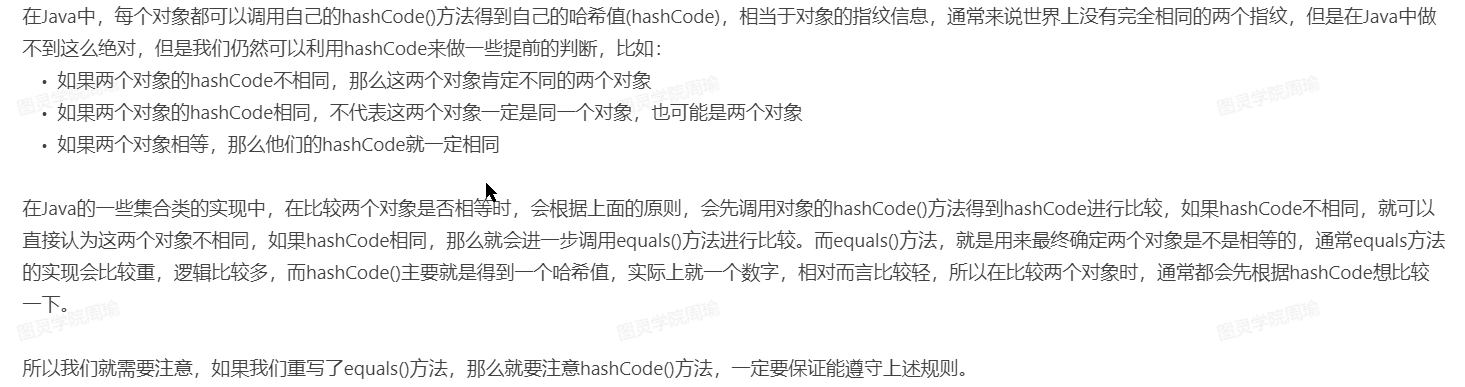 在Java中，每个对象都可以调用自己的hashCode()方法得到自己的哈希值(hashCode)，相当于对象的指纹信息，通常来说世界上没有完全相同的两个指纹，但是在Java中做
不到这么绝对，但是我们仍然可以利用hashCode来做一些提前的判断，比如：
• 如果两个对象的hashCode不相同，那么这两个对象肯定不同的两个对象
• 如果两个对象的hashCode相同，不代表这两个对象一定是同一个对象，也可能是两个对象
• 如果两个对象相等，那么他们的hashCode就一定相同
图灵学院周瑜 图灵学院周瑜 图灵学院周瑜
在Java的一些集合类的实现中，在比较两个对象是否相等时，会根据上面的原则，会先调用对象的hashCode()方法得到hashCode进行比较，如果hashCode不相同，就可以
直接认为这两个对象不相同，如果hashCode相同，那么就会进一步调用equals()方法进行比较。而equals()方法，就是用来最终确定两个对象是不是相等的，通常equals方法
的实现会比较重，逻辑比较多，而hashCode()主要就是得到一个哈希值，实际上就一个数字，相对而言比较轻，所以在比较两个对象时，通常都会先根据hashCode想比较
一下。
图灵学院周瑜 图灵学院周瑜 图灵学院周瑜
所以我们就需要注意，如果我们重写了equals()方法，那么就要注意hashCode()方法，一定要保证能遵守上述规则。